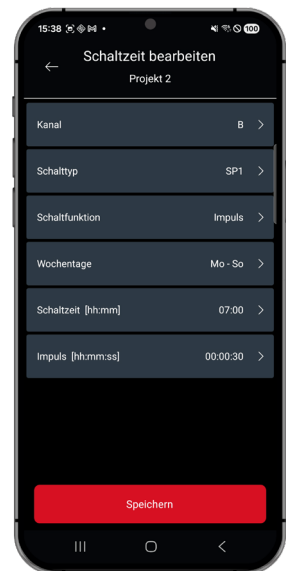 15:38
100
Schaltzeit bearbeiten
Projekt 2
Kanal B
Schalttyp SP1
Schaltfunktion Impuls
Wochentage Mo - So
Schaltzeit [hh:mm] 07:00
Impuls [hh:mm:ss] 00:00:30
Speichern